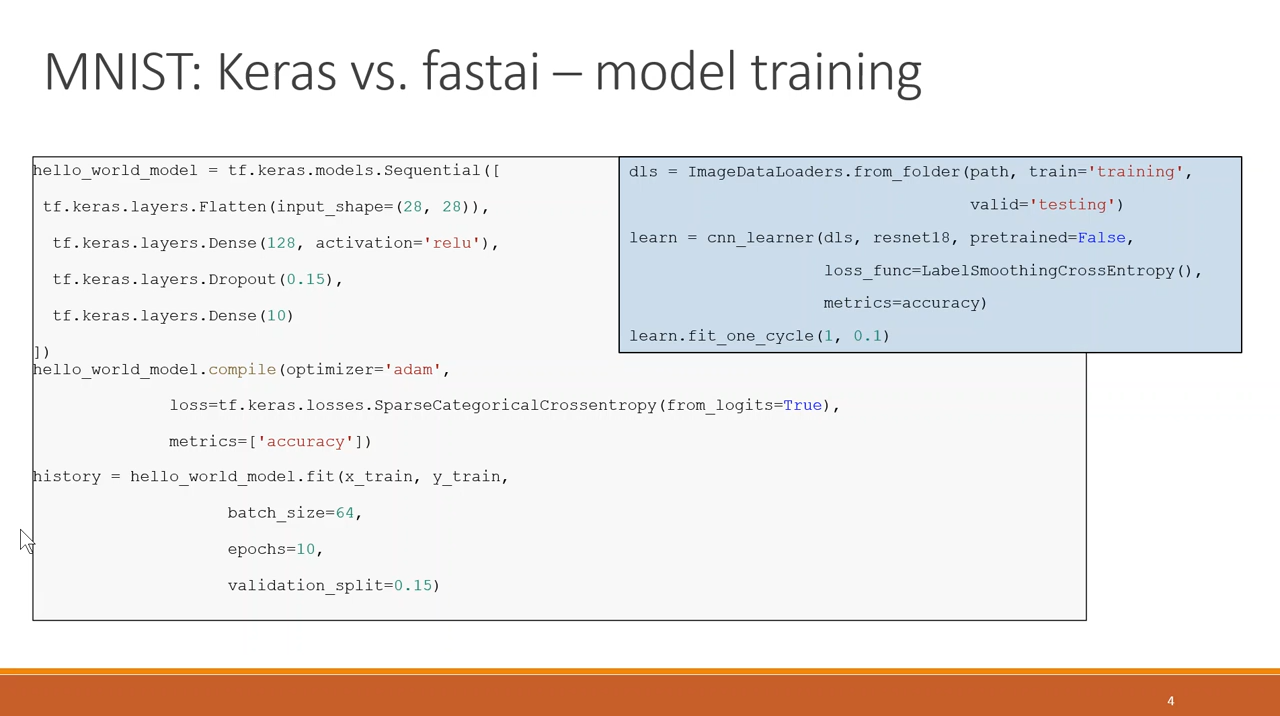 MNIST: Keras vs. fastai – model training
hello_world_model = tf.keras.models.Sequential([
tf.keras.layers.Flatten(input_shape=(28, 28)),
tf.keras.layers.Dense(128, activation='relu'),
tf.keras.layers.Dropout(0.15),
tf.keras.layers.Dense(10)
])
hello_world_model.compile(optimizer='adam',
loss=tf.keras.losses.SparseCategoricalCrossentropy(from_logits=True),
metrics=['accuracy'])
history = hello_world_model.fit(x_train, y_train,
batch_size=64,
epochs=10,
validation_split=0.15)
dls = ImageDataLoaders.from_folder(path, train='training',
valid='testing')
learn = cnn_learner(dls, resnet18, pretrained=False,
loss_func=LabelSmoothingCrossEntropy(),
metrics=accuracy)
learn.fit_one_cycle(1, 0.1)
4